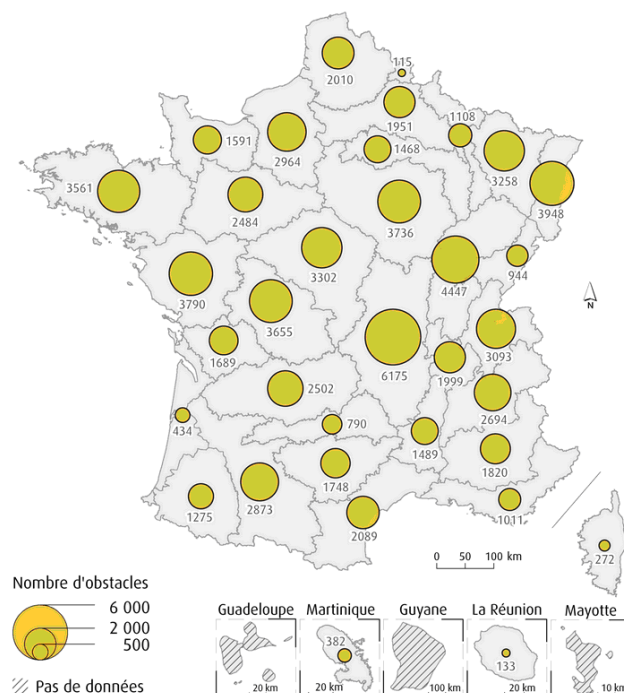 2010
115
1951
1108
1591
2964
1468
3258
3561
2484
3736
3948
3302
4447
944
N
3790
3655
3093
1689
6175
1999
2502
2694
434
790
1489
1820
1748
1275
2873
2089
1011
272
0 50 100 km
Nombre d'obstacles
6 000
2 000
500
Pas de données
Guadeloupe
20 km
Martinique
382
20 km
Guyane
100 km
La Réunion
133
20 km
Mayotte
10 km